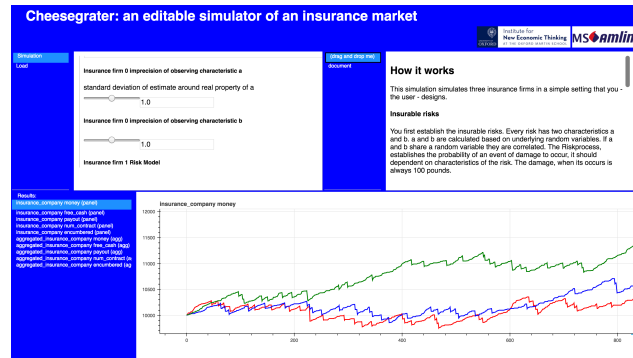 Cheesegrater: an editable simulator of an insurance market
OXFORD
Institute for
New Economic Thinking
AT THE OXFORD MARTIN SCHOOL
MS Amlin
Simulation
Load
Insurance firm 0 imprecision of observing characteristic a
standard deviation of estimate around real property of a
1.0
Insurance firm 0 imprecision of observing characteristic b
1.0
Insurance firm 1 Risk Model
(drag and drop me)
document
How it works
This simulation simulates three insurance firms in a simple setting that you -
the user - designs.
Insurable risks
You first establish the insurable risks. Every risk has two characteristics a
and b. a and b are calculated based on underlying random variables. If a
and b share a random variable they are correlated. The Riskprocess,
establishes the probability of an event of damage to occur, it should
dependent on characteristics of the risk. The damage, when its occurs is
always 100 pounds.
Results:
insurance_company money (panel)
insurance_company free_cash (panel)
insurance_company payout (panel)
insurance_company num_contract (panel)
insurance_company encumbered (panel)
aggregated_insurance_company money (agg)
aggregated_insurance_company free_cash (agg)
aggregated_insurance_company payout (agg)
aggregated_insurance_company num_contract (a
aggregated_insurance_company encumbered (ag
insurance_company money
12000
11000
10000
0
200
400
600
800